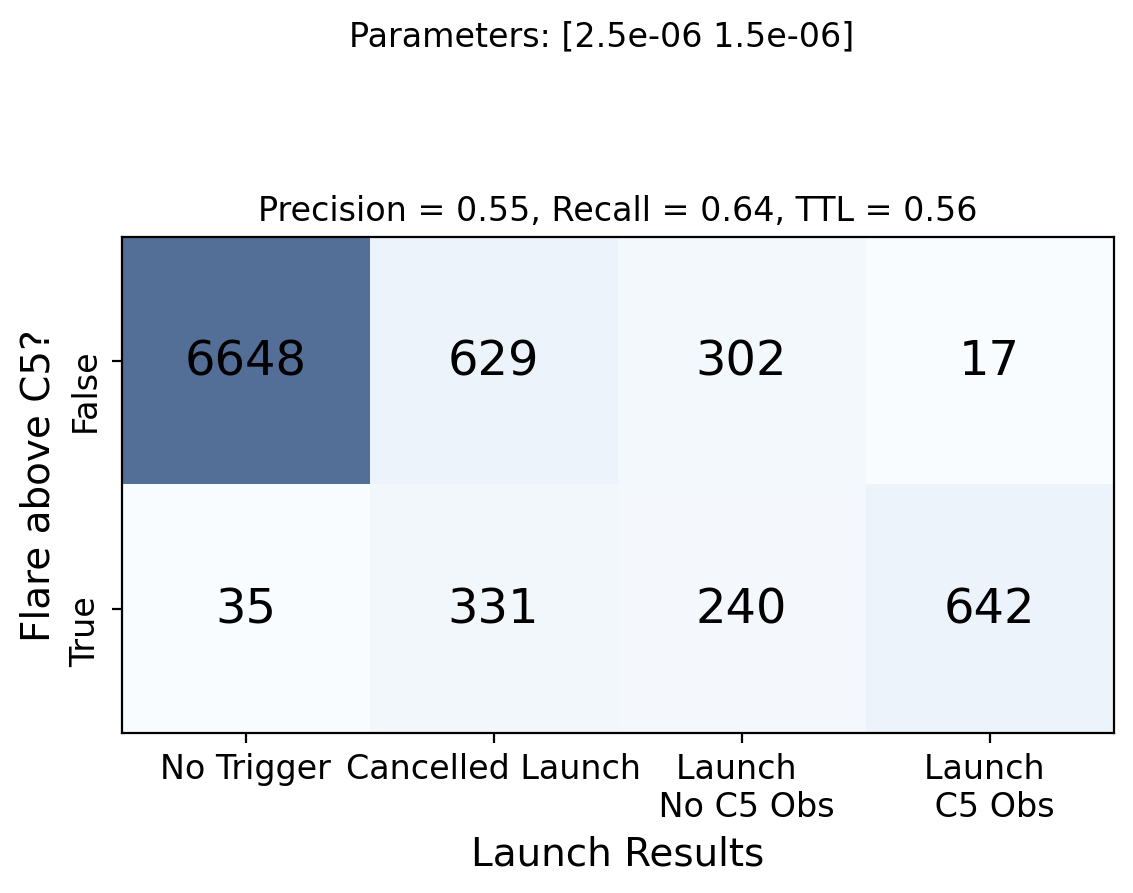 Parameters: [2.5e-06 1.5e-06]
Precision = 0.55, Recall = 0.64, TTL = 0.56
Flare above C5?
False
6648 629 302 17
True
35 331 240 642
No Trigger Cancelled Launch Launch Launch
No C5 Obs C5 Obs
Launch Results